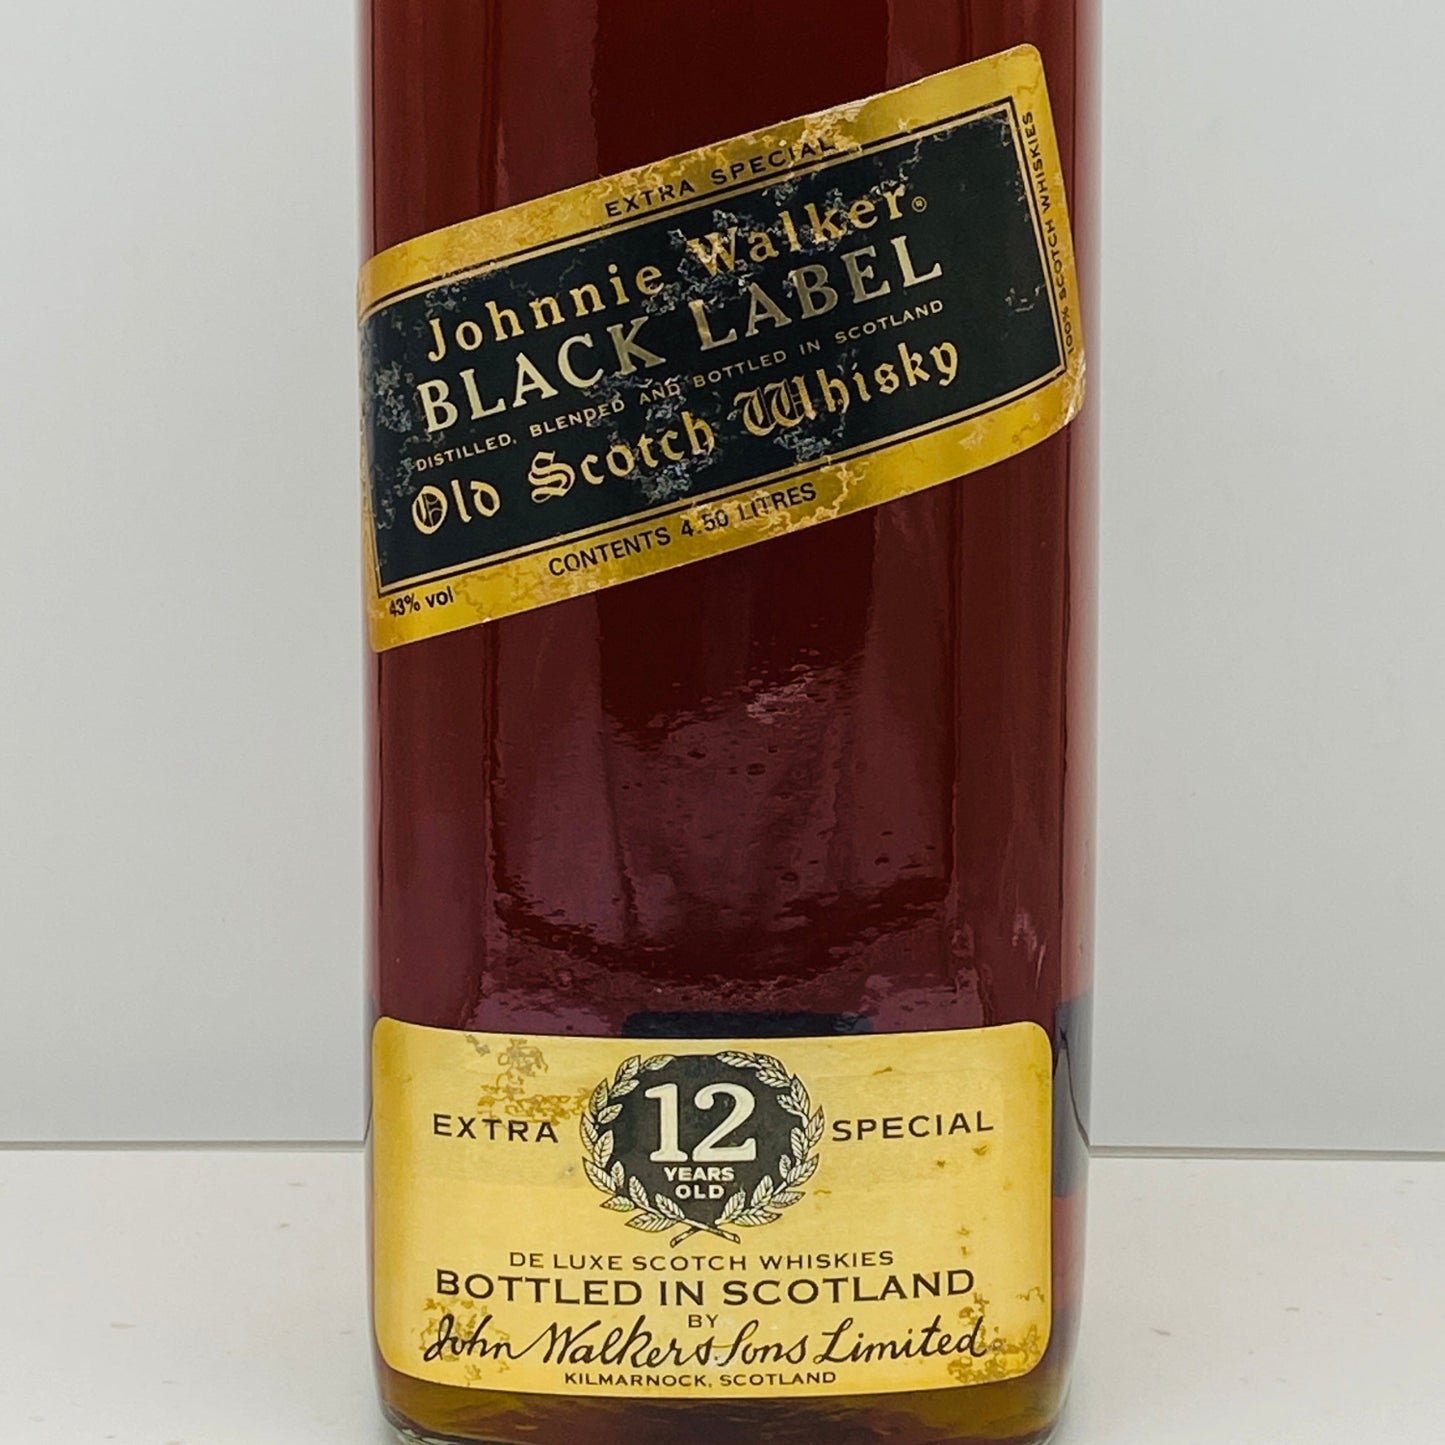 EXTRA SPECIAL
Johnnie Walker®
BLACK LABEL
DISTILLED, BLENDED AND BOTTLED IN SCOTLAND
Old Scotch Whisky
CONTENTS 4.50 LITRES
43% vol
100% SCOTCH WHISKIES
EXTRA SPECIAL
12
YEARS
OLD
DE LUXE SCOTCH WHISKIES
BOTTLED IN SCOTLAND
BY
John Walker & Sons Limited
KILMARNOCK, SCOTLAND